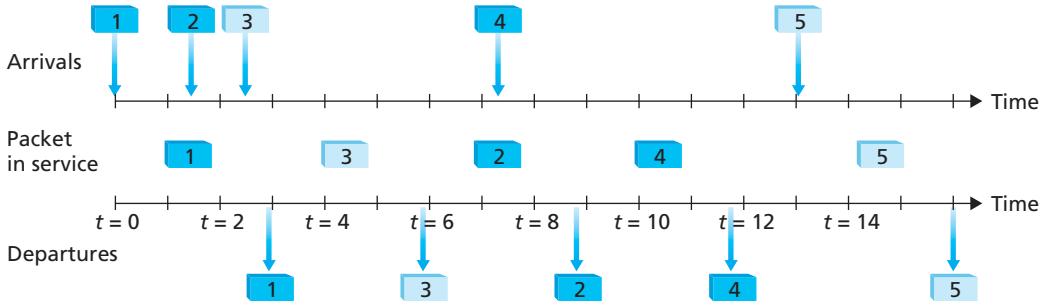 1 2 3 4 5
Arrivals
Time
Packet
in service
1 3 2 4 5
Time
t = 0 t = 2 t = 4 t = 6 t = 8 t = 10 t = 12 t = 14
Departures
1 3 2 4 5